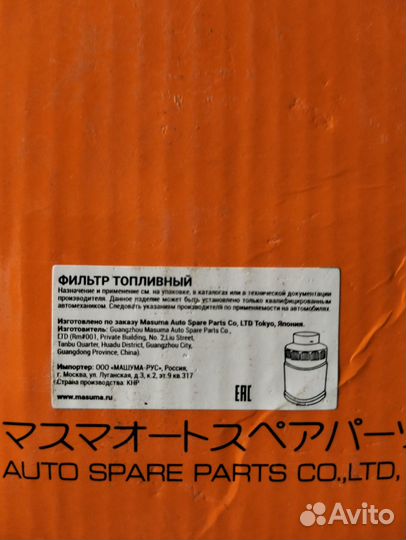 ФИЛЬТР ТОПЛИВНЫЙ
Назначение и применение см. на упаковке, в каталогах или в технической документации
производителя. Данное изделие может быть установлено только квалифицированным
автомехаником. Следовать указаниям производителя по применяемости на автомобилях.
Изготовлено по заказу Masuma Auto Spare Parts Co, LTD Tokyo, Япония.
Изготовитель: Guangzhou Masuma Auto Spare Parts Co.,
LTD (Rm#001, Private Building, No. 2,Liu Street,
Tanbu Quarter, Huadu District, Guangzhou City,
Guangdong Province, China).
Импортер: ООО «МАШУМА-РУС», Россия,
г. Москва, ул. Луганская, д.3, к.2, эт.9 кв.317
Страна производства: КНР
www.masuma.ru
EAC
マスマオートスペアパーツ
AUTO SPARE PARTS CO.,LTD,
Avito